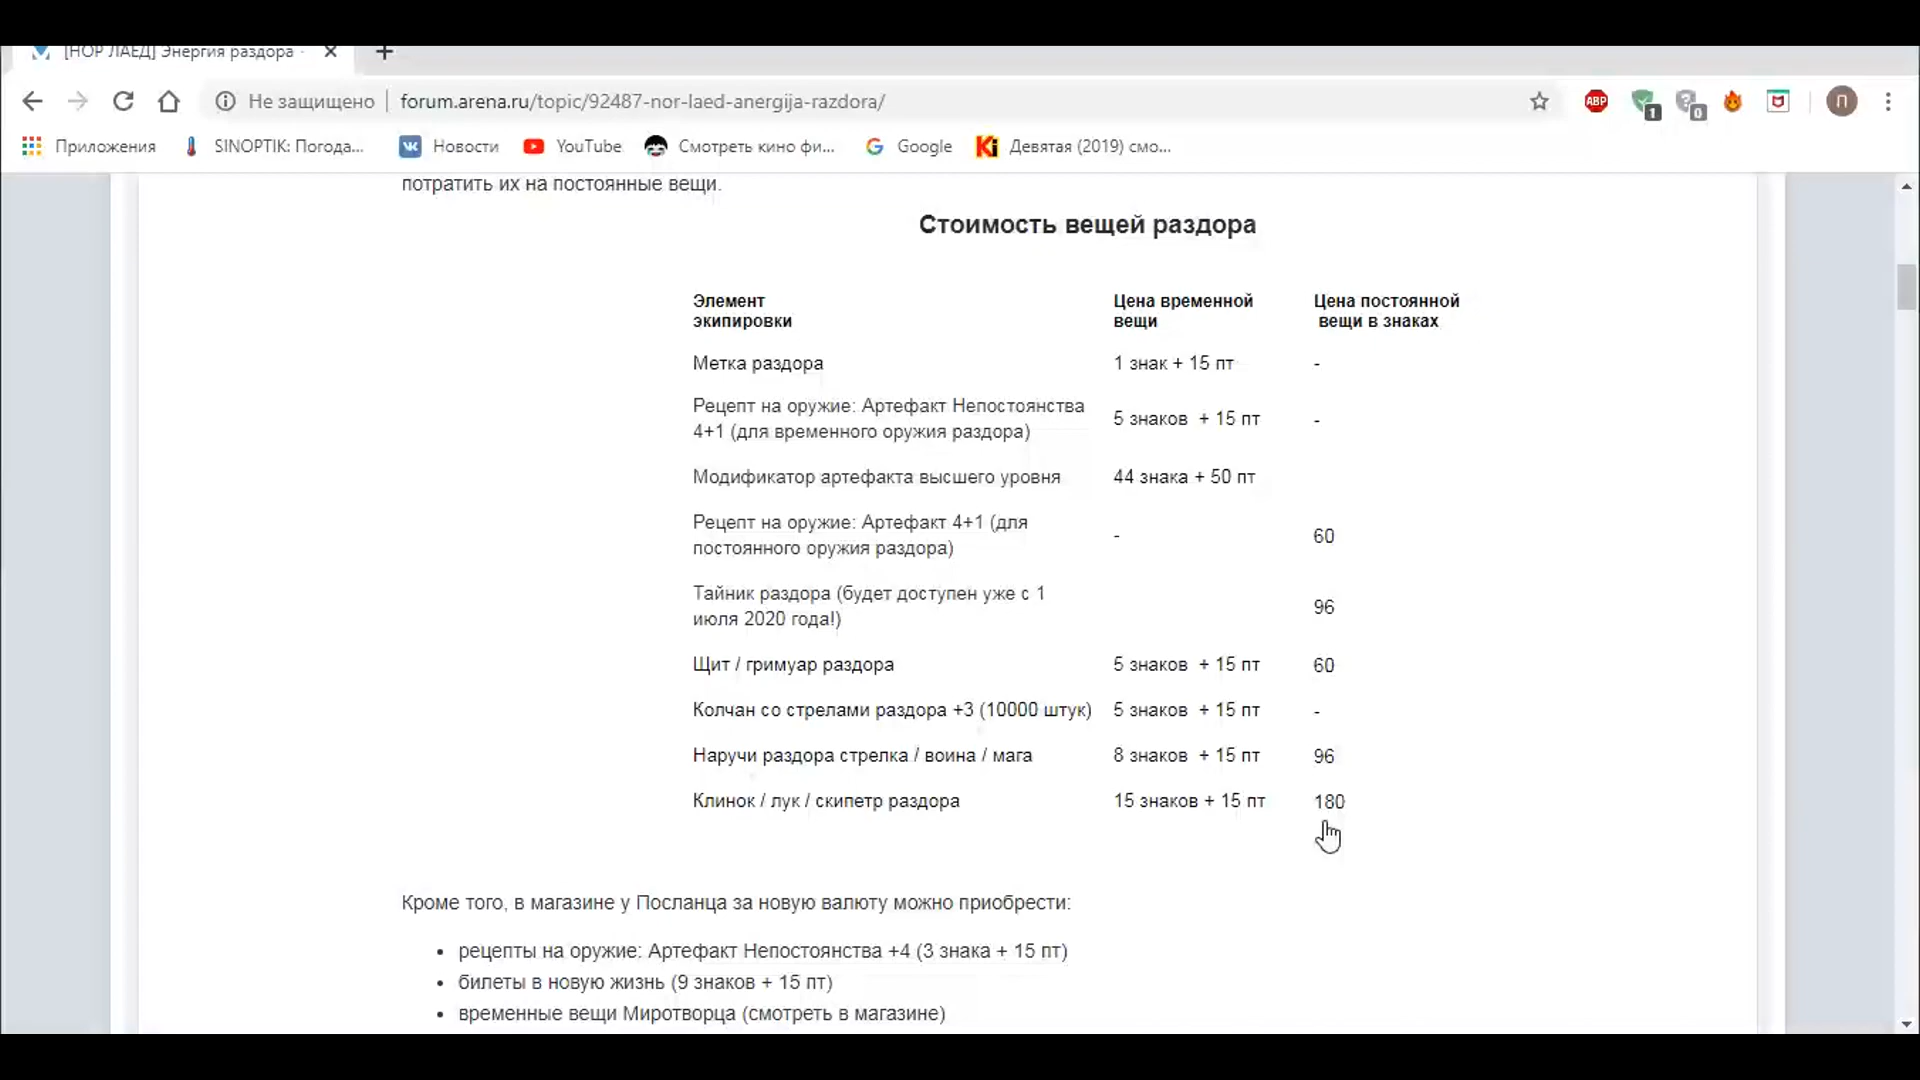 [НОР ЛАЕД] Энергия раздора
Не защищено
forum.arena.ru/topic/92487-nor-laed-anergija-razdora/
ABP
1
0
П
Приложения
SINOPTIK: Погода...
Новости
YouTube
Смотреть кино фи...
Google
Девятая (2019) смо...
потратить их на постоянные вещи.
Стоимость вещей раздора
Элемент
экипировки
Цена временной
вещи
Цена постоянной
вещи в знаках
Метка раздора
1 знак + 15 пт
-
Рецепт на оружие: Артефакт Непостоянства
4+1 (для временного оружия раздора)
5 знаков + 15 пт
-
Модификатор артефакта высшего уровня
44 знака + 50 пт
Рецепт на оружие: Артефакт 4+1 (для
постоянного оружия раздора)
-
60
Тайник раздора (будет доступен уже с 1
июля 2020 года!)
96
Щит / гримуар раздора
5 знаков + 15 пт
60
Колчан со стрелами раздора +3 (10000 штук)
5 знаков + 15 пт
-
Наручи раздора стрелка / воина / мага
8 знаков + 15 пт
96
Клинок / лук / скипетр раздора
15 знаков + 15 пт
180
Кроме того, в магазине у Посланца за новую валюту можно приобрести:
• рецепты на оружие: Артефакт Непостоянства +4 (3 знака + 15 пт)
• билеты в новую жизнь (9 знаков + 15 пт)
• временные вещи Миротворца (смотреть в магазине)